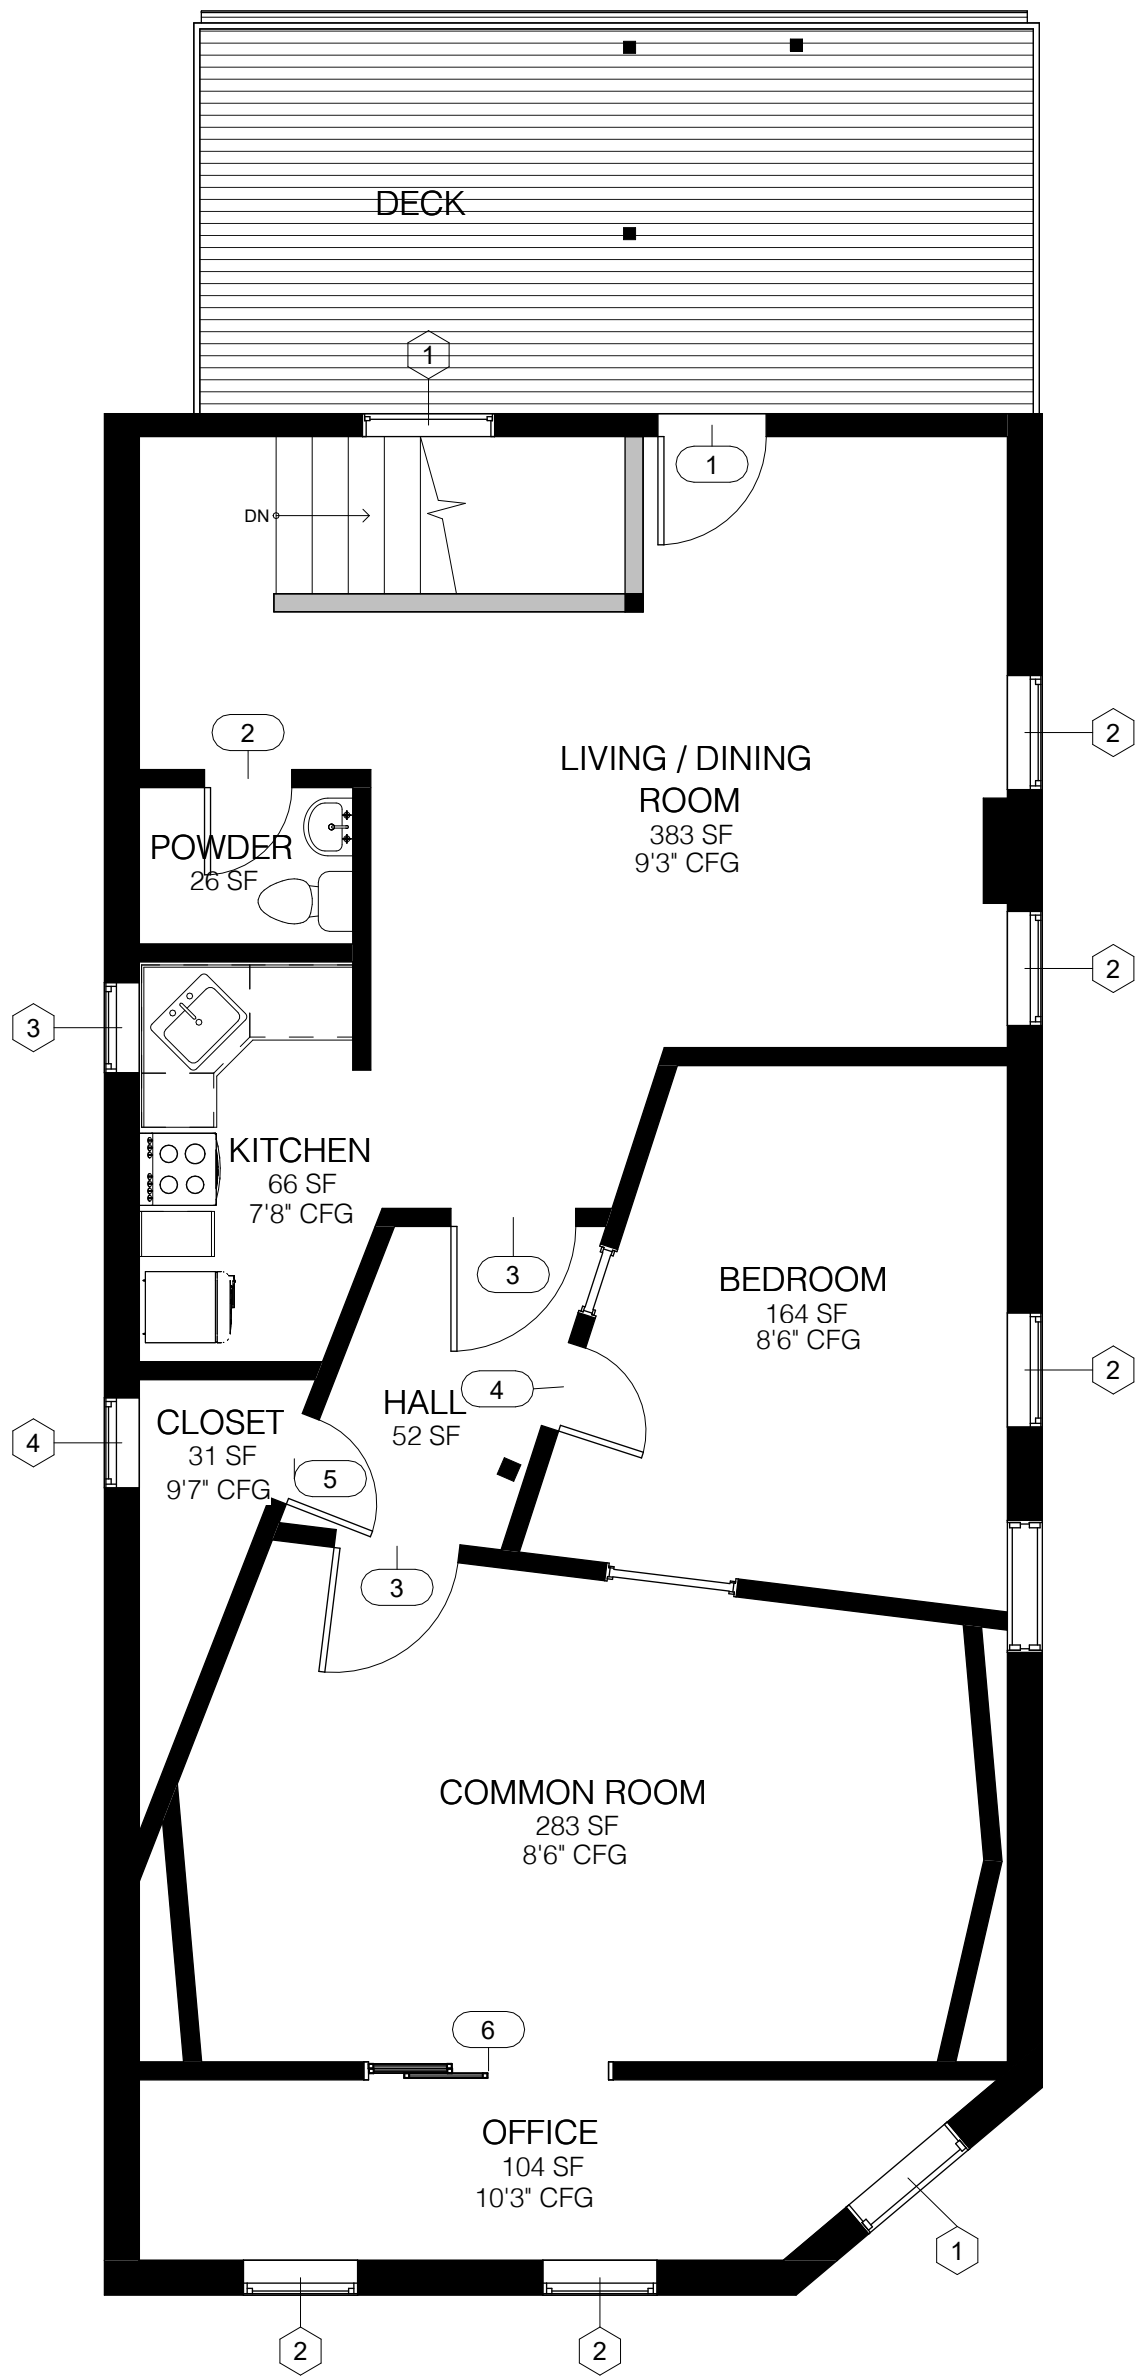 DECK
1
1
DN
2
2
LIVING / DINING
ROOM
383 SF
9'3" CFG
POWDER
26 SF
2
3
KITCHEN
66 SF
7'8" CFG
3
BEDROOM
164 SF
8'6" CFG
2
4
HALL
52 SF
CLOSET
31 SF
9'7" CFG
4
5
3
COMMON ROOM
283 SF
8'6" CFG
6
OFFICE
104 SF
10'3" CFG
1
2
2